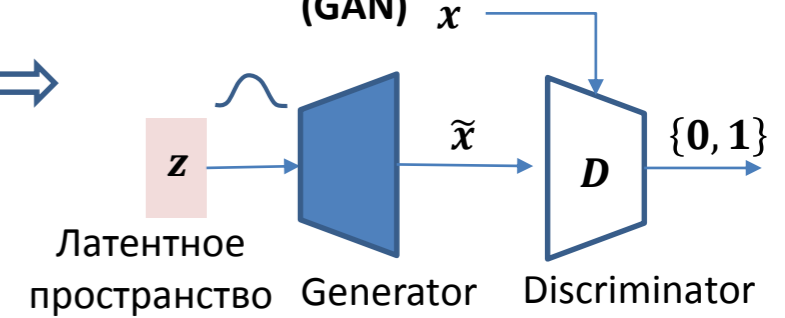 (GAN) x
x̃
{0, 1}
z
D
Латентное
пространство
Generator
Discriminator